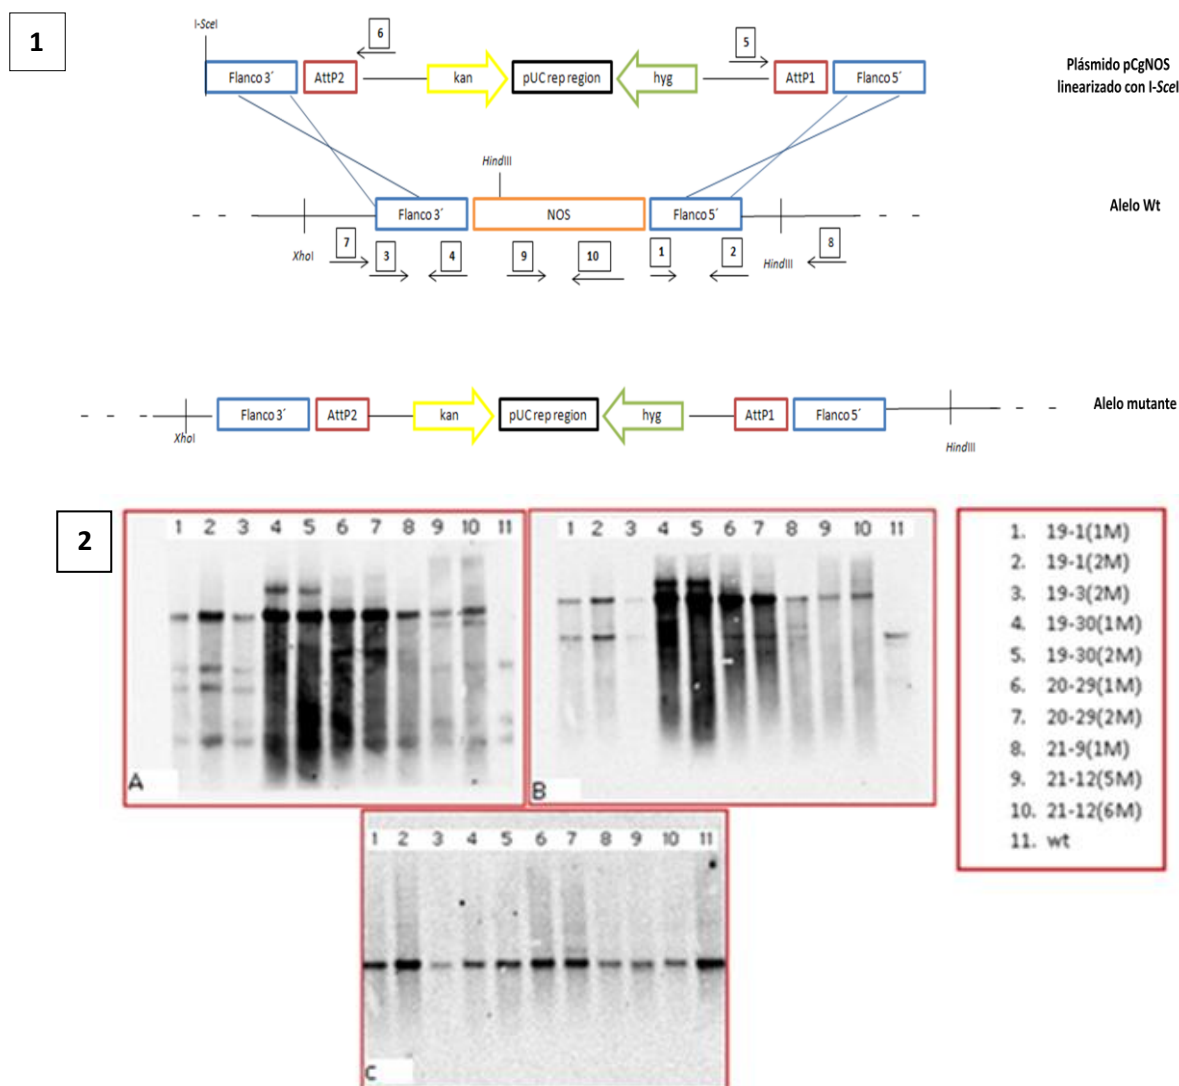 1
I-SceI
6
5
Flanco 3´ AttP2 kan pUC rep region hyg AttP1 Flanco 5´
Plásmido pCgNOS
linearizado con I-SceI
HindIII
Flanco 3´ NOS Flanco 5´
Alelo Wt
XhoI
HindIII
7 3 4 9 10 1 2 8
Flanco 3´ AttP2 kan pUC rep region hyg AttP1 Flanco 5´
Alelo mutante
XhoI
HindIII
2
1 2 3 4 5 6 7 8 9 10 11
A
1 2 3 4 5 6 7 8 9 10 11
B
1. 19-1(1M)
2. 19-1(2M)
3. 19-3(2M)
4. 19-30(1M)
5. 19-30(2M)
6. 20-29(1M)
7. 20-29(2M)
8. 21-9(1M)
9. 21-12(5M)
10. 21-12(6M)
11. wt
1 2 3 4 5 6 7 8 9 10 11
C